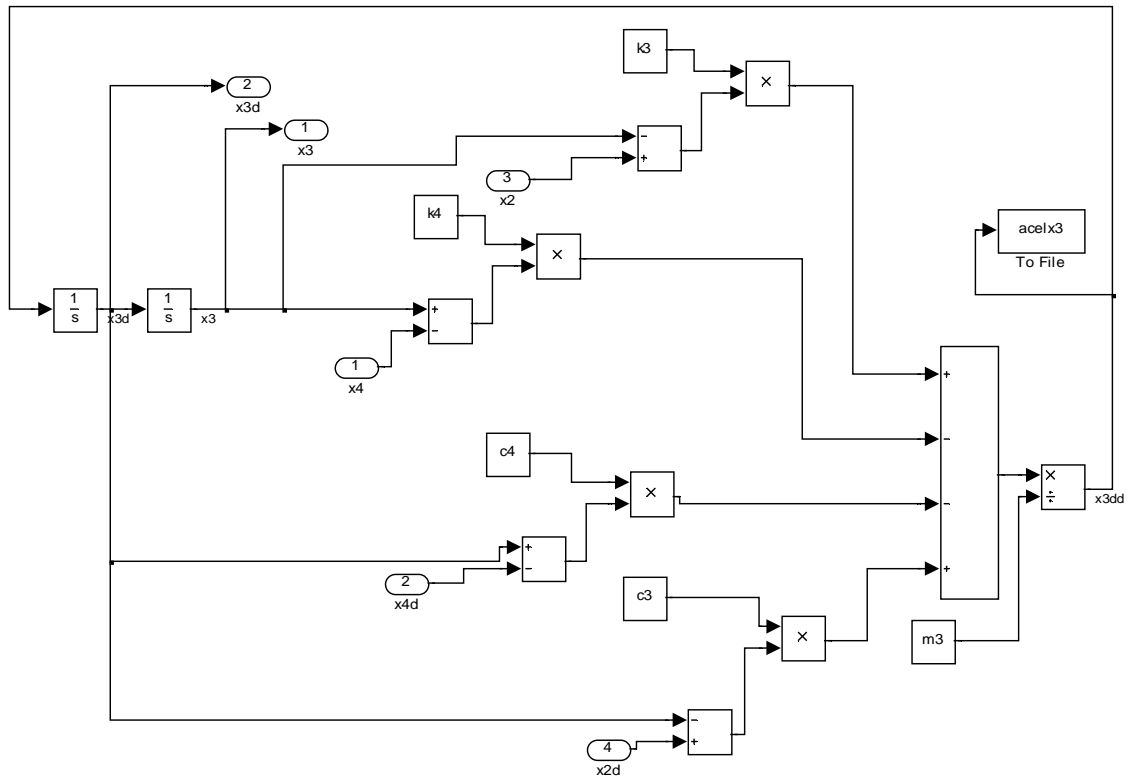 k3
×
2
x3d
1
x3
−
+
3
x2
k4
×
acelx3
To File
1
s
x3d
1
s
x3
+
−
1
x4
+
−
−
+
c4
×
×
÷
x3dd
+
−
2
x4d
c3
×
m3
−
+
4
x2d